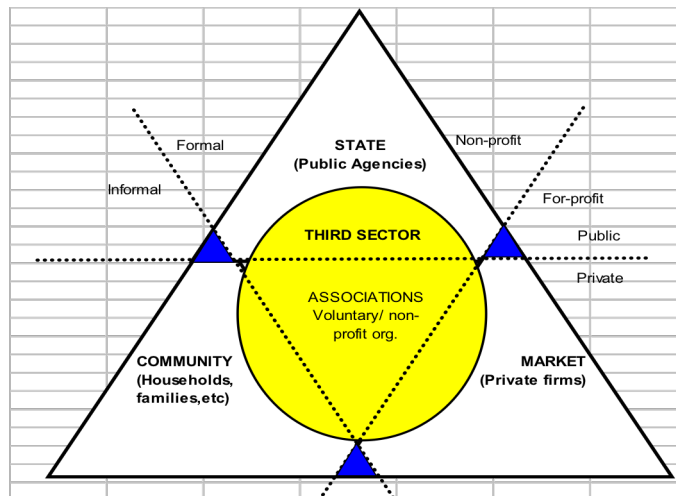 STATE
(Public Agencies)
Non-profit
Formal
Informal
For-profit
THIRD SECTOR
Public
Private
ASSOCIATIONS
Voluntary/ non-
profit org.
COMMUNITY
(Households,
families,etc)
MARKET
(Private firms)